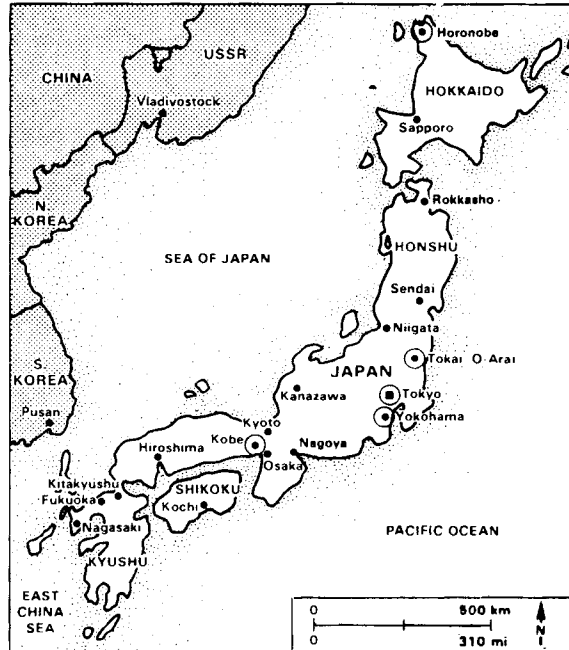 Horonobe
USSR
CHINA
HOKKAIDO
Vladivostock
Sapporo
Rokkasho
N.
KOREA
HONSHU
SEA OF JAPAN
Sendai
Niigata
Tokai O-Arai
S.
KOREA
JAPAN
Kanazawa
Tokyo
Pusan
Yokohama
Kyoto
Kobe
Nagoya
Hiroshima
Osaka
Kitakyushu
SHIKOKU
Fukuoka
Kochi
Nagasaki
PACIFIC OCEAN
KYUSHU
EAST
CHINA
SEA
0 500 km
0 310 mi
N